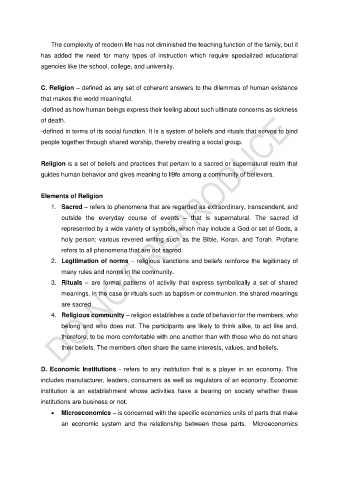 The complexity of modern life has not diminished the teaching function of the family, but it
has added the need for many types of instruction which require specialized educational
agencies like the school, college, and university.
C. Religion – defined as any set of coherent answers to the dilemmas of human existence
that makes the world meaningful.
-defined as how human beings express their feeling about such ultimate concerns as sickness
of death.
-defined in terms of its social function. It is a system of beliefs and rituals that serves to bind
people together through shared worship, thereby creating a social group.
Religion is a set of beliefs and practices that pertain to a sacred or supernatural realm that
guides human behavior and gives meaning to life among a community of believers.
Elements of Religion
1. Sacred – refers to phenomena that are regarded as extraordinary, transcendent, and
outside the everyday course of events – that is supernatural. The sacred id
represented by a wide variety of symbols, which may include a God or set of Gods, a
holy person; various revered writing such as the Bible, Koran, and Torah. Profane
refers to all phenomena that are not sacred.
2. Legitimation of norms – religious sanctions and beliefs reinforce the legitimacy of
many rules and norms in the community.
3. Rituals – are formal patterns of activity that express symbolically a set of shared
meanings, in the case or rituals such as baptism or communion, the shared meanings
are sacred.
4. Religious community – religion establishes a code of behavior for the members, who
belong and who does not. The participants are likely to think alike, to act like and,
therefore, to be more comfortable with one another than with those who do not share
their beliefs. The members often share the same interests, values, and beliefs.
D. Economic Institutions - refers to any institution that is a player in an economy. This
includes manufacturer, leaders, consumers as well as regulators of an economy. Economic
institution is an establishment whose activities have a bearing on society whether these
institutions are business or not.
• Microeconomics – is concerned with the specific economics units of parts that make
an economic system and the relationship between those parts. Microeconomics
DO NOT REPRODUCE